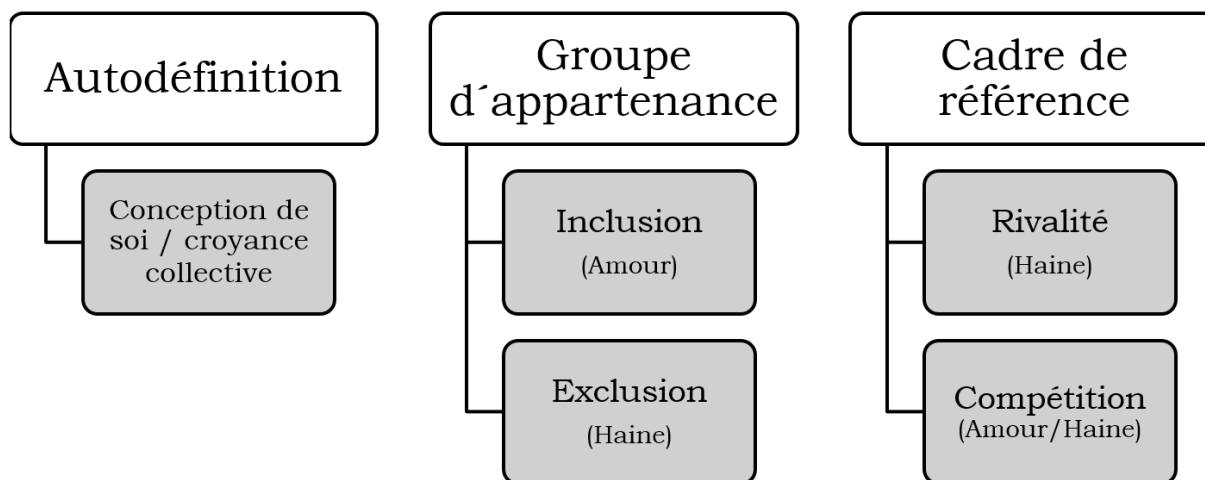 Autodéfinition
Conception de
soi / croyance
collective
Groupe
d´appartenance
Inclusion
(Amour)
Exclusion
(Haine)
Cadre de
référence
Rivalité
(Haine)
Compétition
(Amour/Haine)